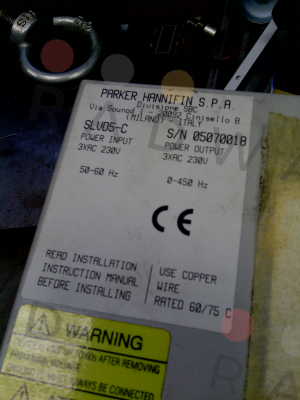 PARKER HANNIFIN S.P.A.
Divisione SBC
Via Gounod 1, 20092 Cinisello B
(MILANO) - ITALY
SLVD5-C S/N 05070018
POWER INPUT POWER OUTPUT
3XAC 230V 3XAC 230V
50-60 Hz 0-450 Hz
CE
READ INSTALLATION
INSTRUCTION MANUAL
BEFORE INSTALLING
USE COPPER
WIRE
RATED 60/75 C
WARNING
AFTER REMOVING
ALWAYS BE CONNECTED